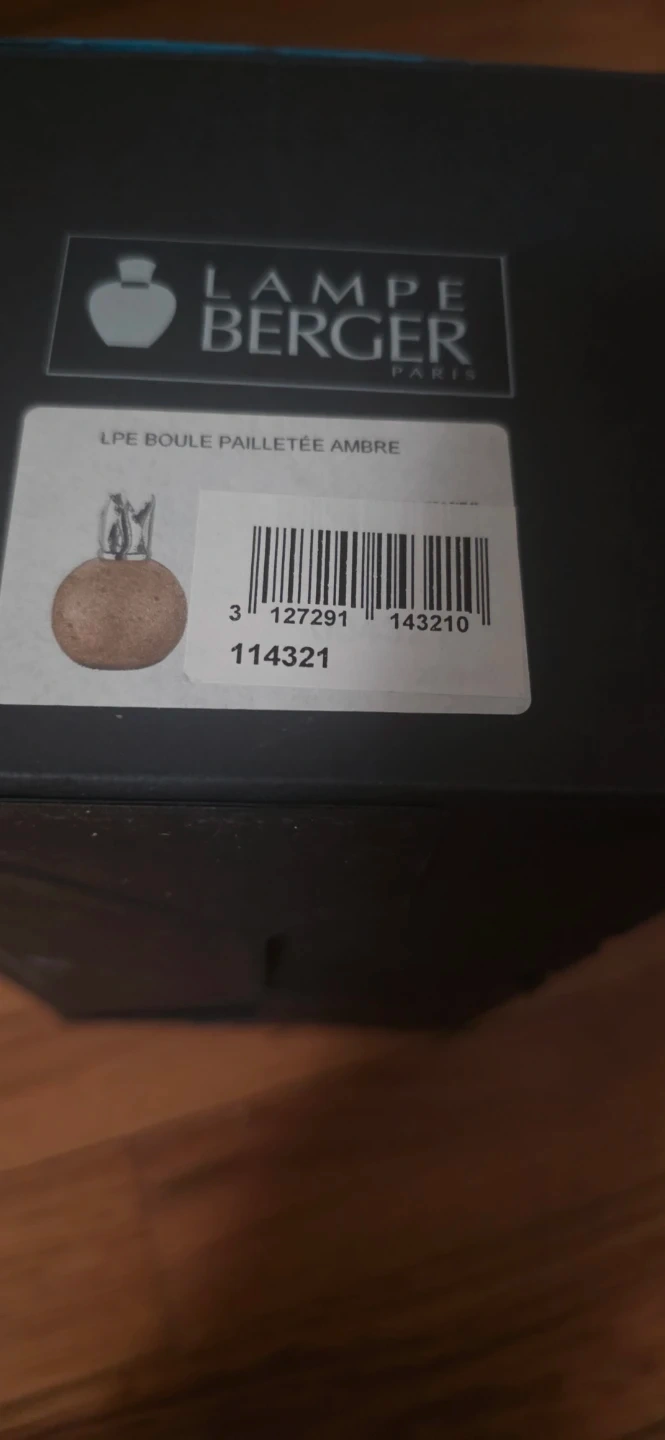 LAMPE
BERGER
PARIS
LPE BOULE PAILLETÉE AMBRE
3 127291 143210
114321